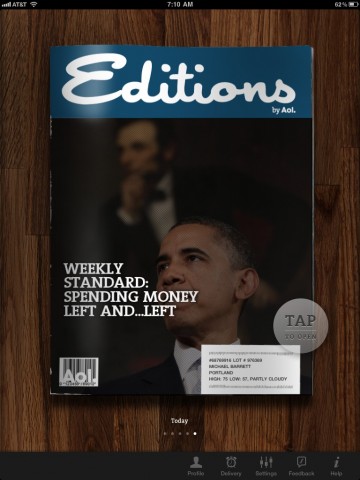 AT&T 7:10 AM 62%
Editions
by Aol.
WEEKLY
STANDARD:
SPENDING MONEY
LEFT AND...LEFT
TAP
TO OPEN
Aol.
MICHAEL BARRETT
PORTLAND
HIGH: 75 LOW: 57, PARTLY CLOUDY
Today
Profile Delivery Settings Feedback Help